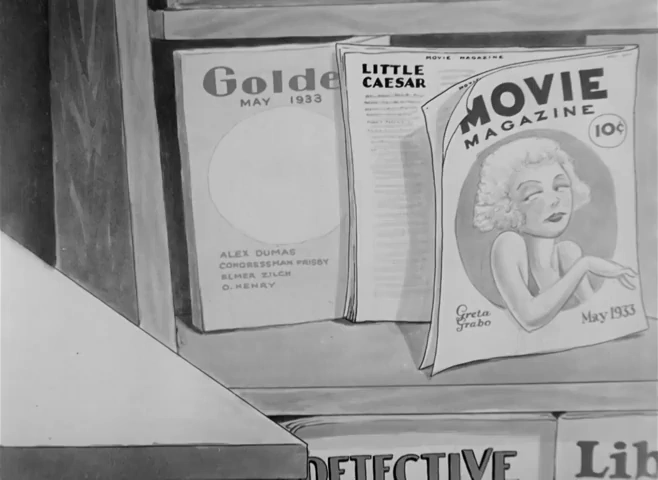 Golde
MAY 1933
ALEX DUMAS
CONGRESSMAN FRISBY
ELMER ZILCH
O. HENRY
MOVIE MAGAZINE
LITTLE
CAESAR
MOVIE
MAGAZINE
10¢
Greta
Grabo
May 1933
DETECTIVE
Lib